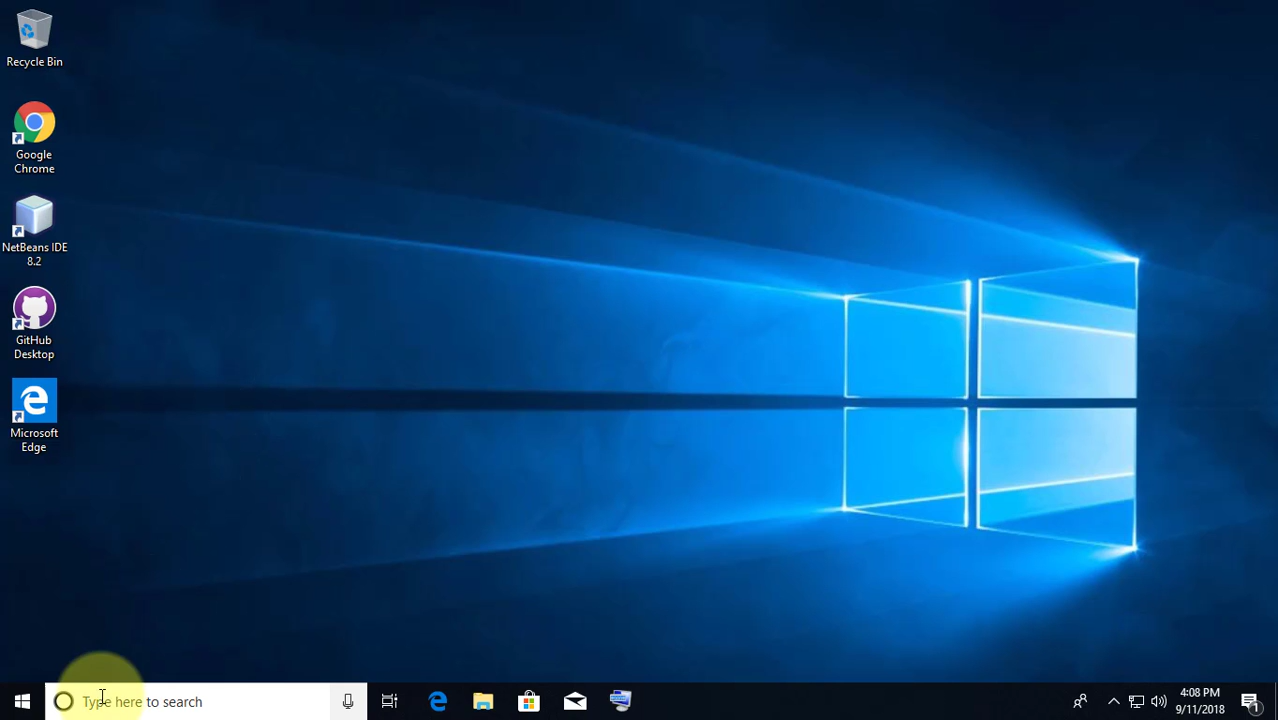 Recycle Bin
Google
Chrome
NetBeans IDE
8.2
GitHub
Desktop
Microsoft
Edge
Type here to search
4:08 PM
9/11/2018
1